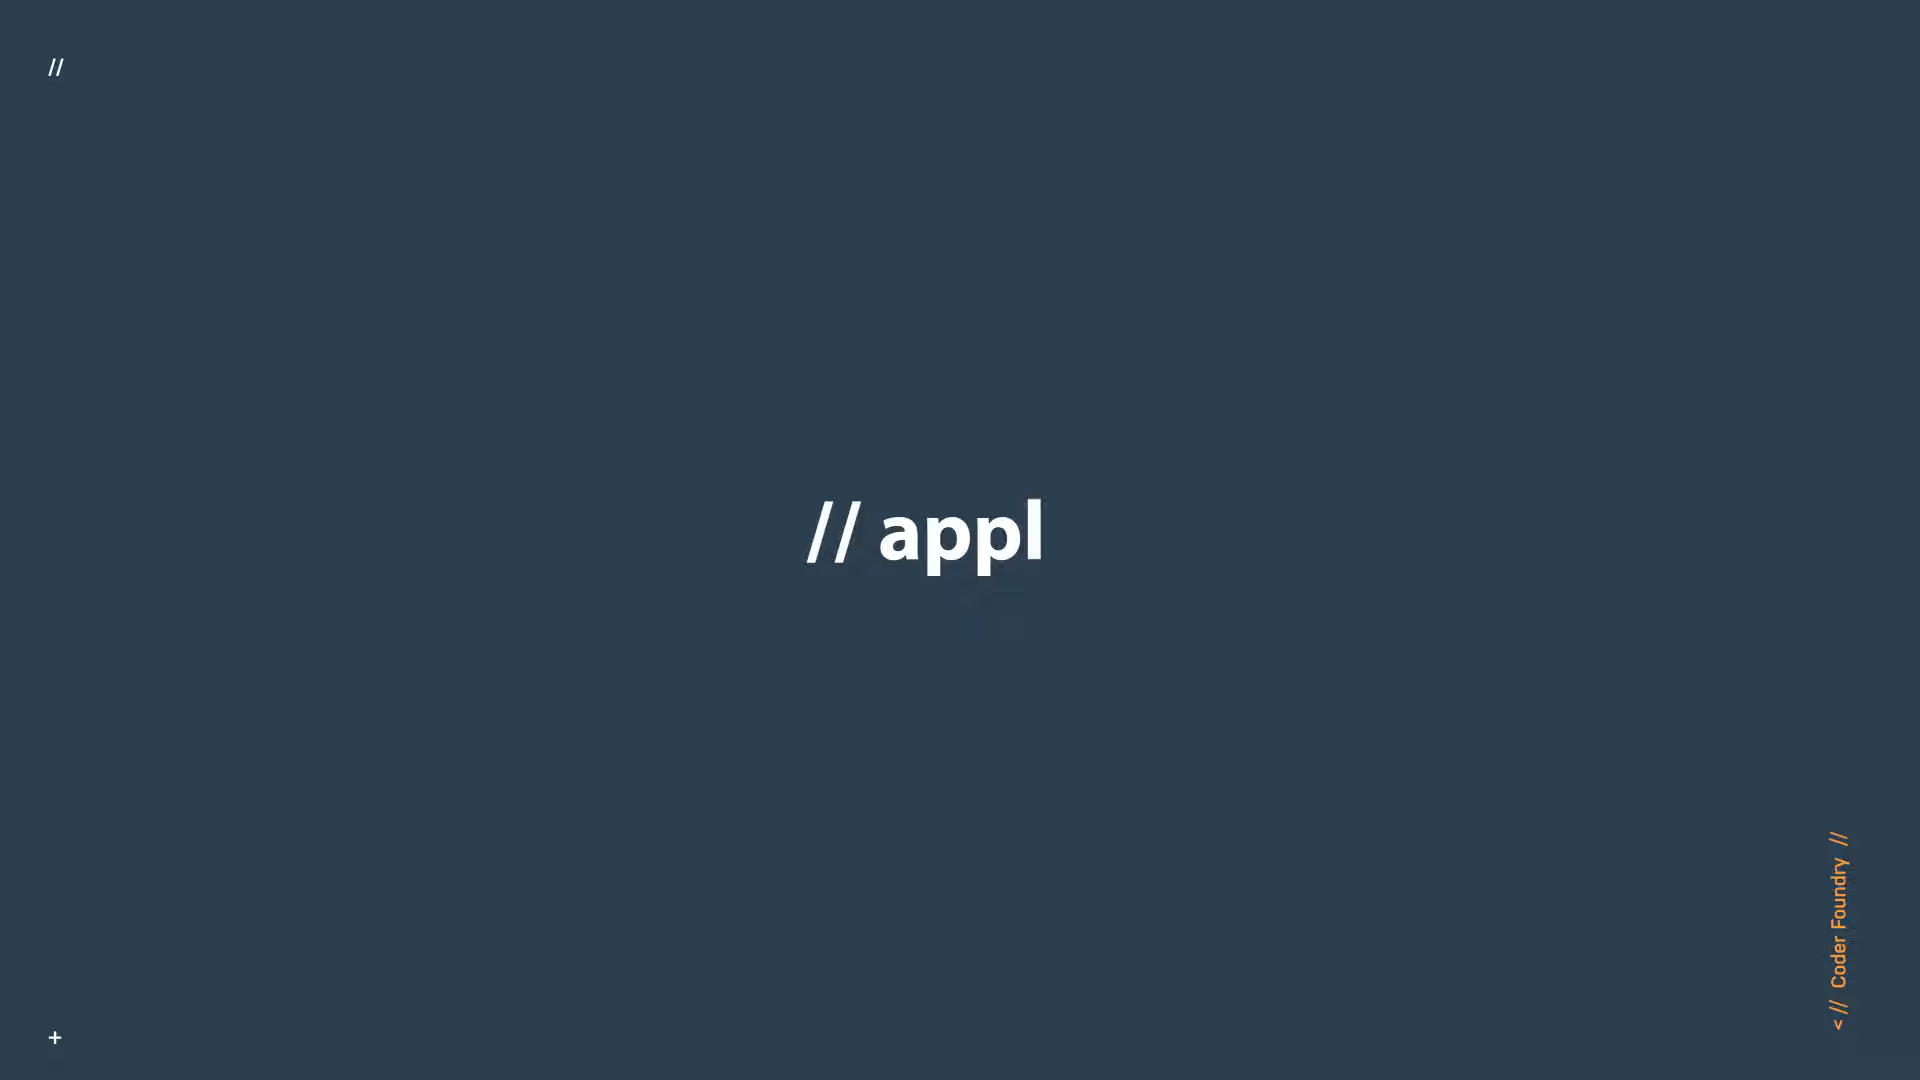 //
// appl
+
< // Coder Foundry //